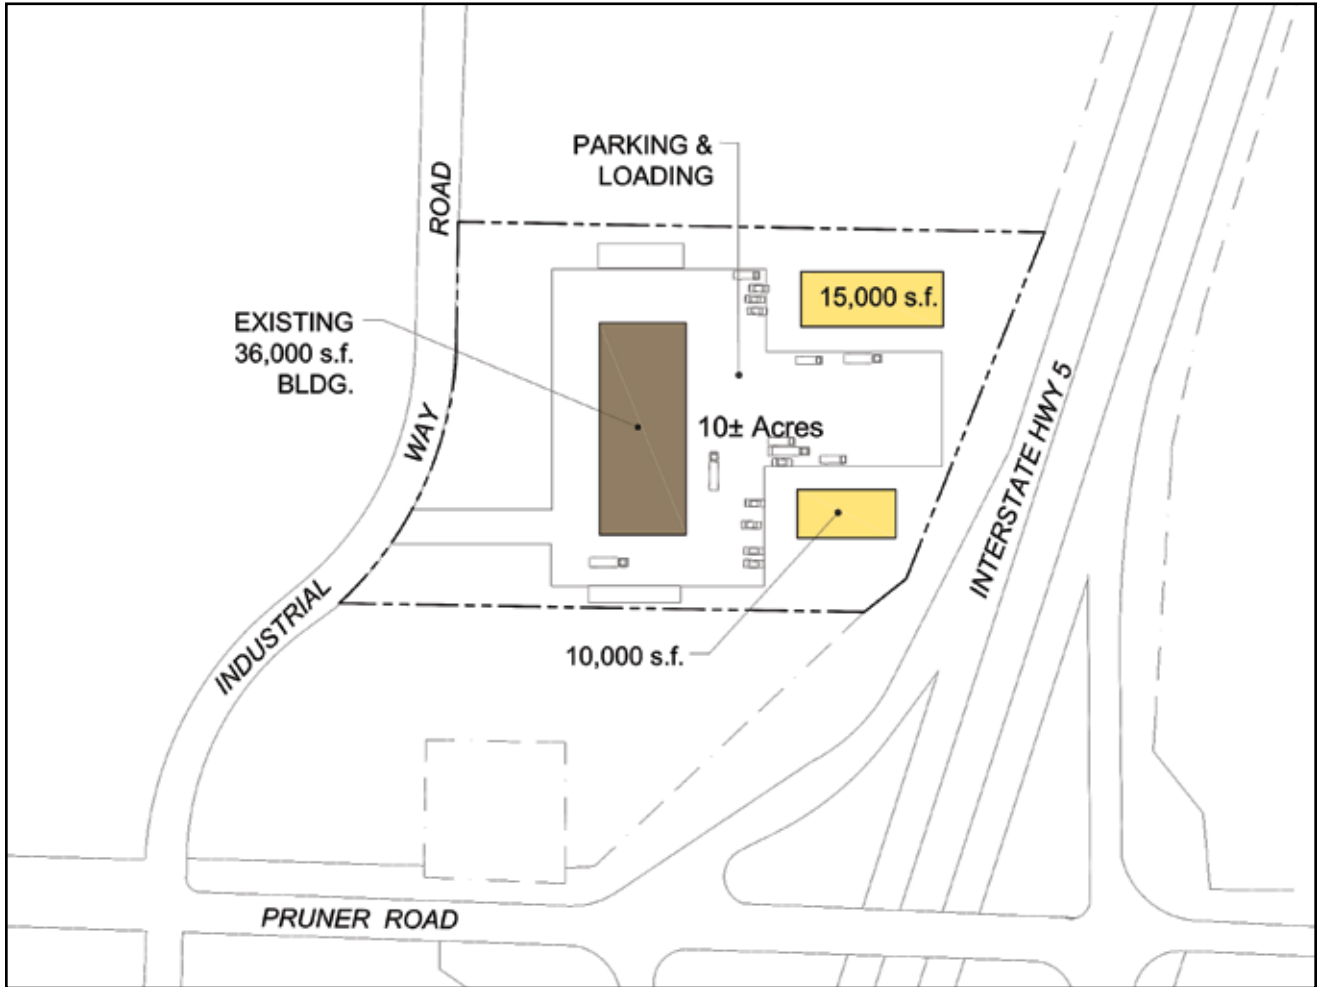 PARKING &
LOADING
ROAD
15,000 s.f.
EXISTING
36,000 s.f.
BLDG.
WAY
10± Acres
INTERSTATE HWY 5
INDUSTRIAL
10,000 s.f.
PRUNER ROAD